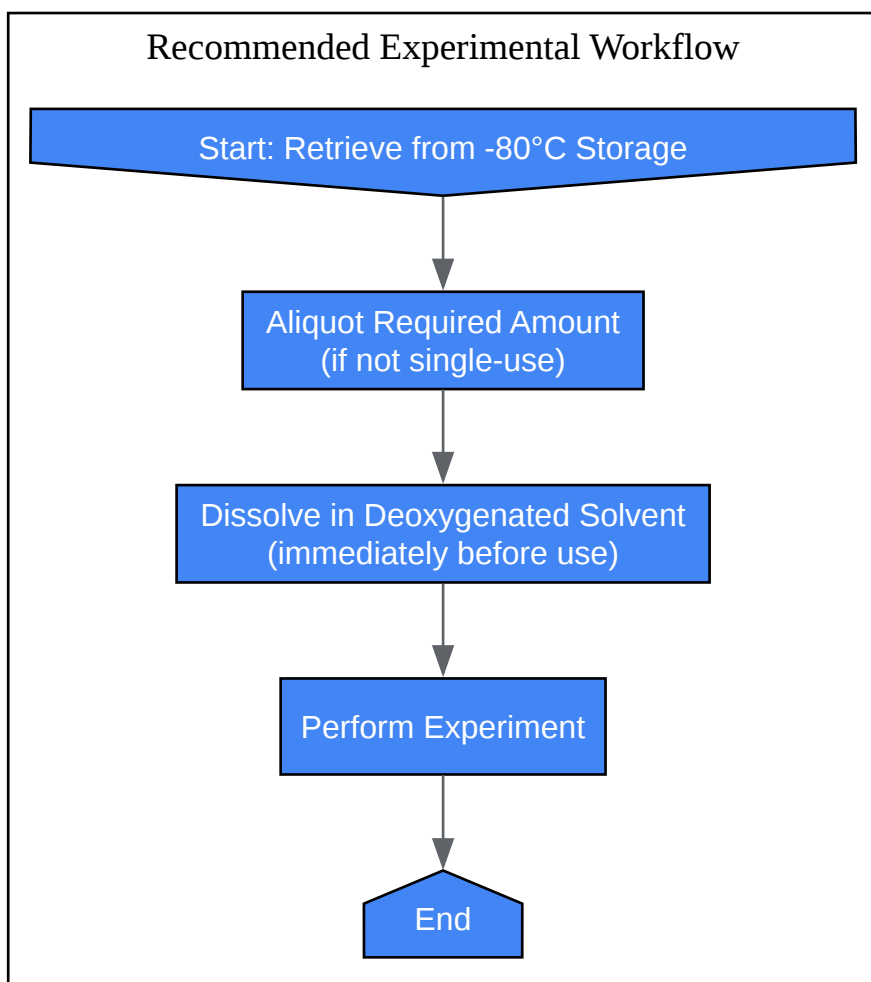 Recommended Experimental Workflow
Start: Retrieve from -80°C Storage
Aliquot Required Amount
(if not single-use)
Dissolve in Deoxygenated Solvent
(immediately before use)
Perform Experiment
End